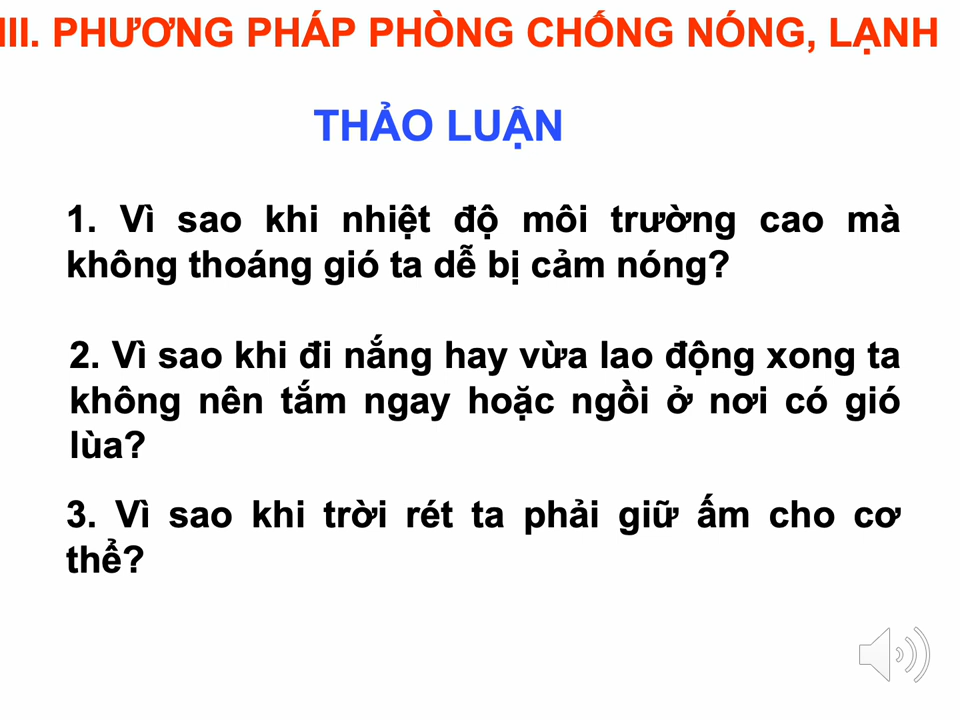 III. PHƯƠNG PHÁP PHÒNG CHỐNG NÓNG, LẠNH
THẢO LUẬN
1. Vì sao khi nhiệt độ môi trường cao mà
không thoáng gió ta dễ bị cảm nóng?
2. Vì sao khi đi nắng hay vừa lao động xong ta
không nên tắm ngay hoặc ngồi ở nơi có gió
lùa?
3. Vì sao khi trời rét ta phải giữ ấm cho cơ
thể?